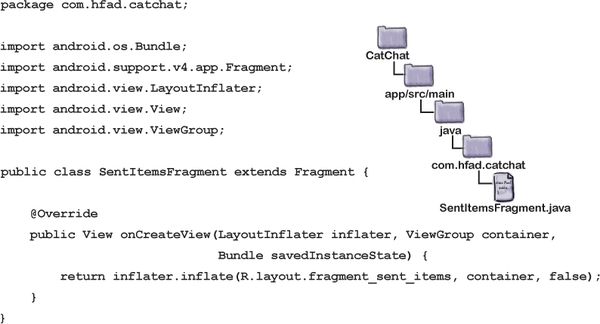 package com.hfad.catchat;
import android.os.Bundle;
import android.support.v4.app.Fragment;
import android.view.LayoutInflater;
import android.view.View;
import android.view.ViewGroup;
public class SentItemsFragment extends Fragment {
@Override
public View onCreateView(LayoutInflater inflater, ViewGroup container,
Bundle savedInstanceState) {
return inflater.inflate(R.layout.fragment_sent_items, container, false);
}
}
CatChat
app/src/main
java
com.hfad.catchat
SentItemsFragment.java